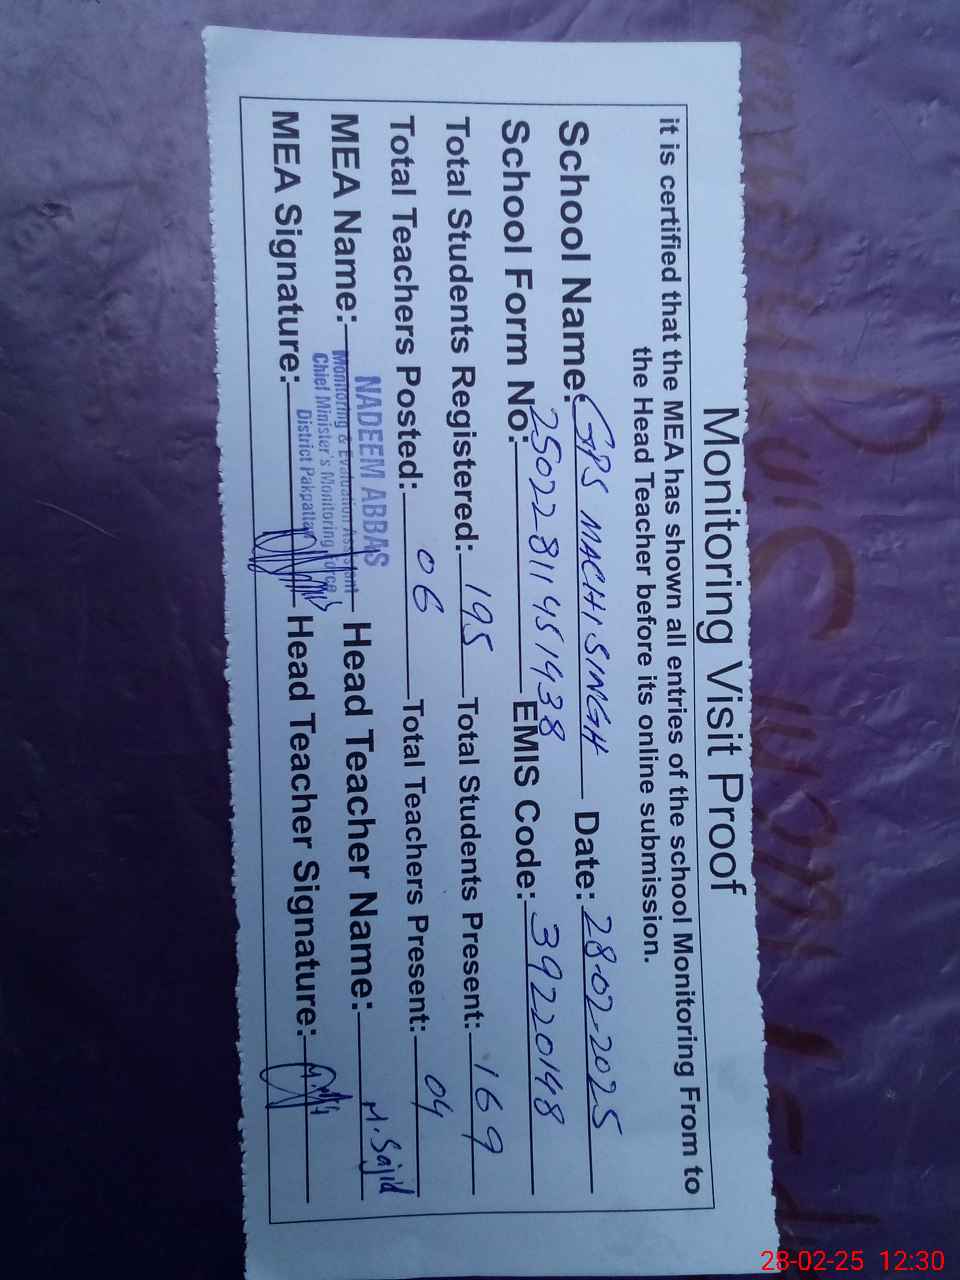 Monitoring Visit Proof
it is certified that the MEA has shown all entries of the school Monitoring From to
the Head Teacher before its online submission.
School Name: GPS MACHI SINGH Date: 28-02-2025
School Form No: 25022811451938 EMIS Code: 39220148
Total Students Registered: 195 Total Students Present: 169
Total Teachers Posted: 06 Total Teachers Present: 04
MEA Name: NADEEM ABBAS Head Teacher Name: M. Sajid
Monitoring & Evaluation Assistant
Chief Minister's Monitoring Force
District Pakpattan
MEA Signature: Head Teacher Signature:
28-02-25 12:30